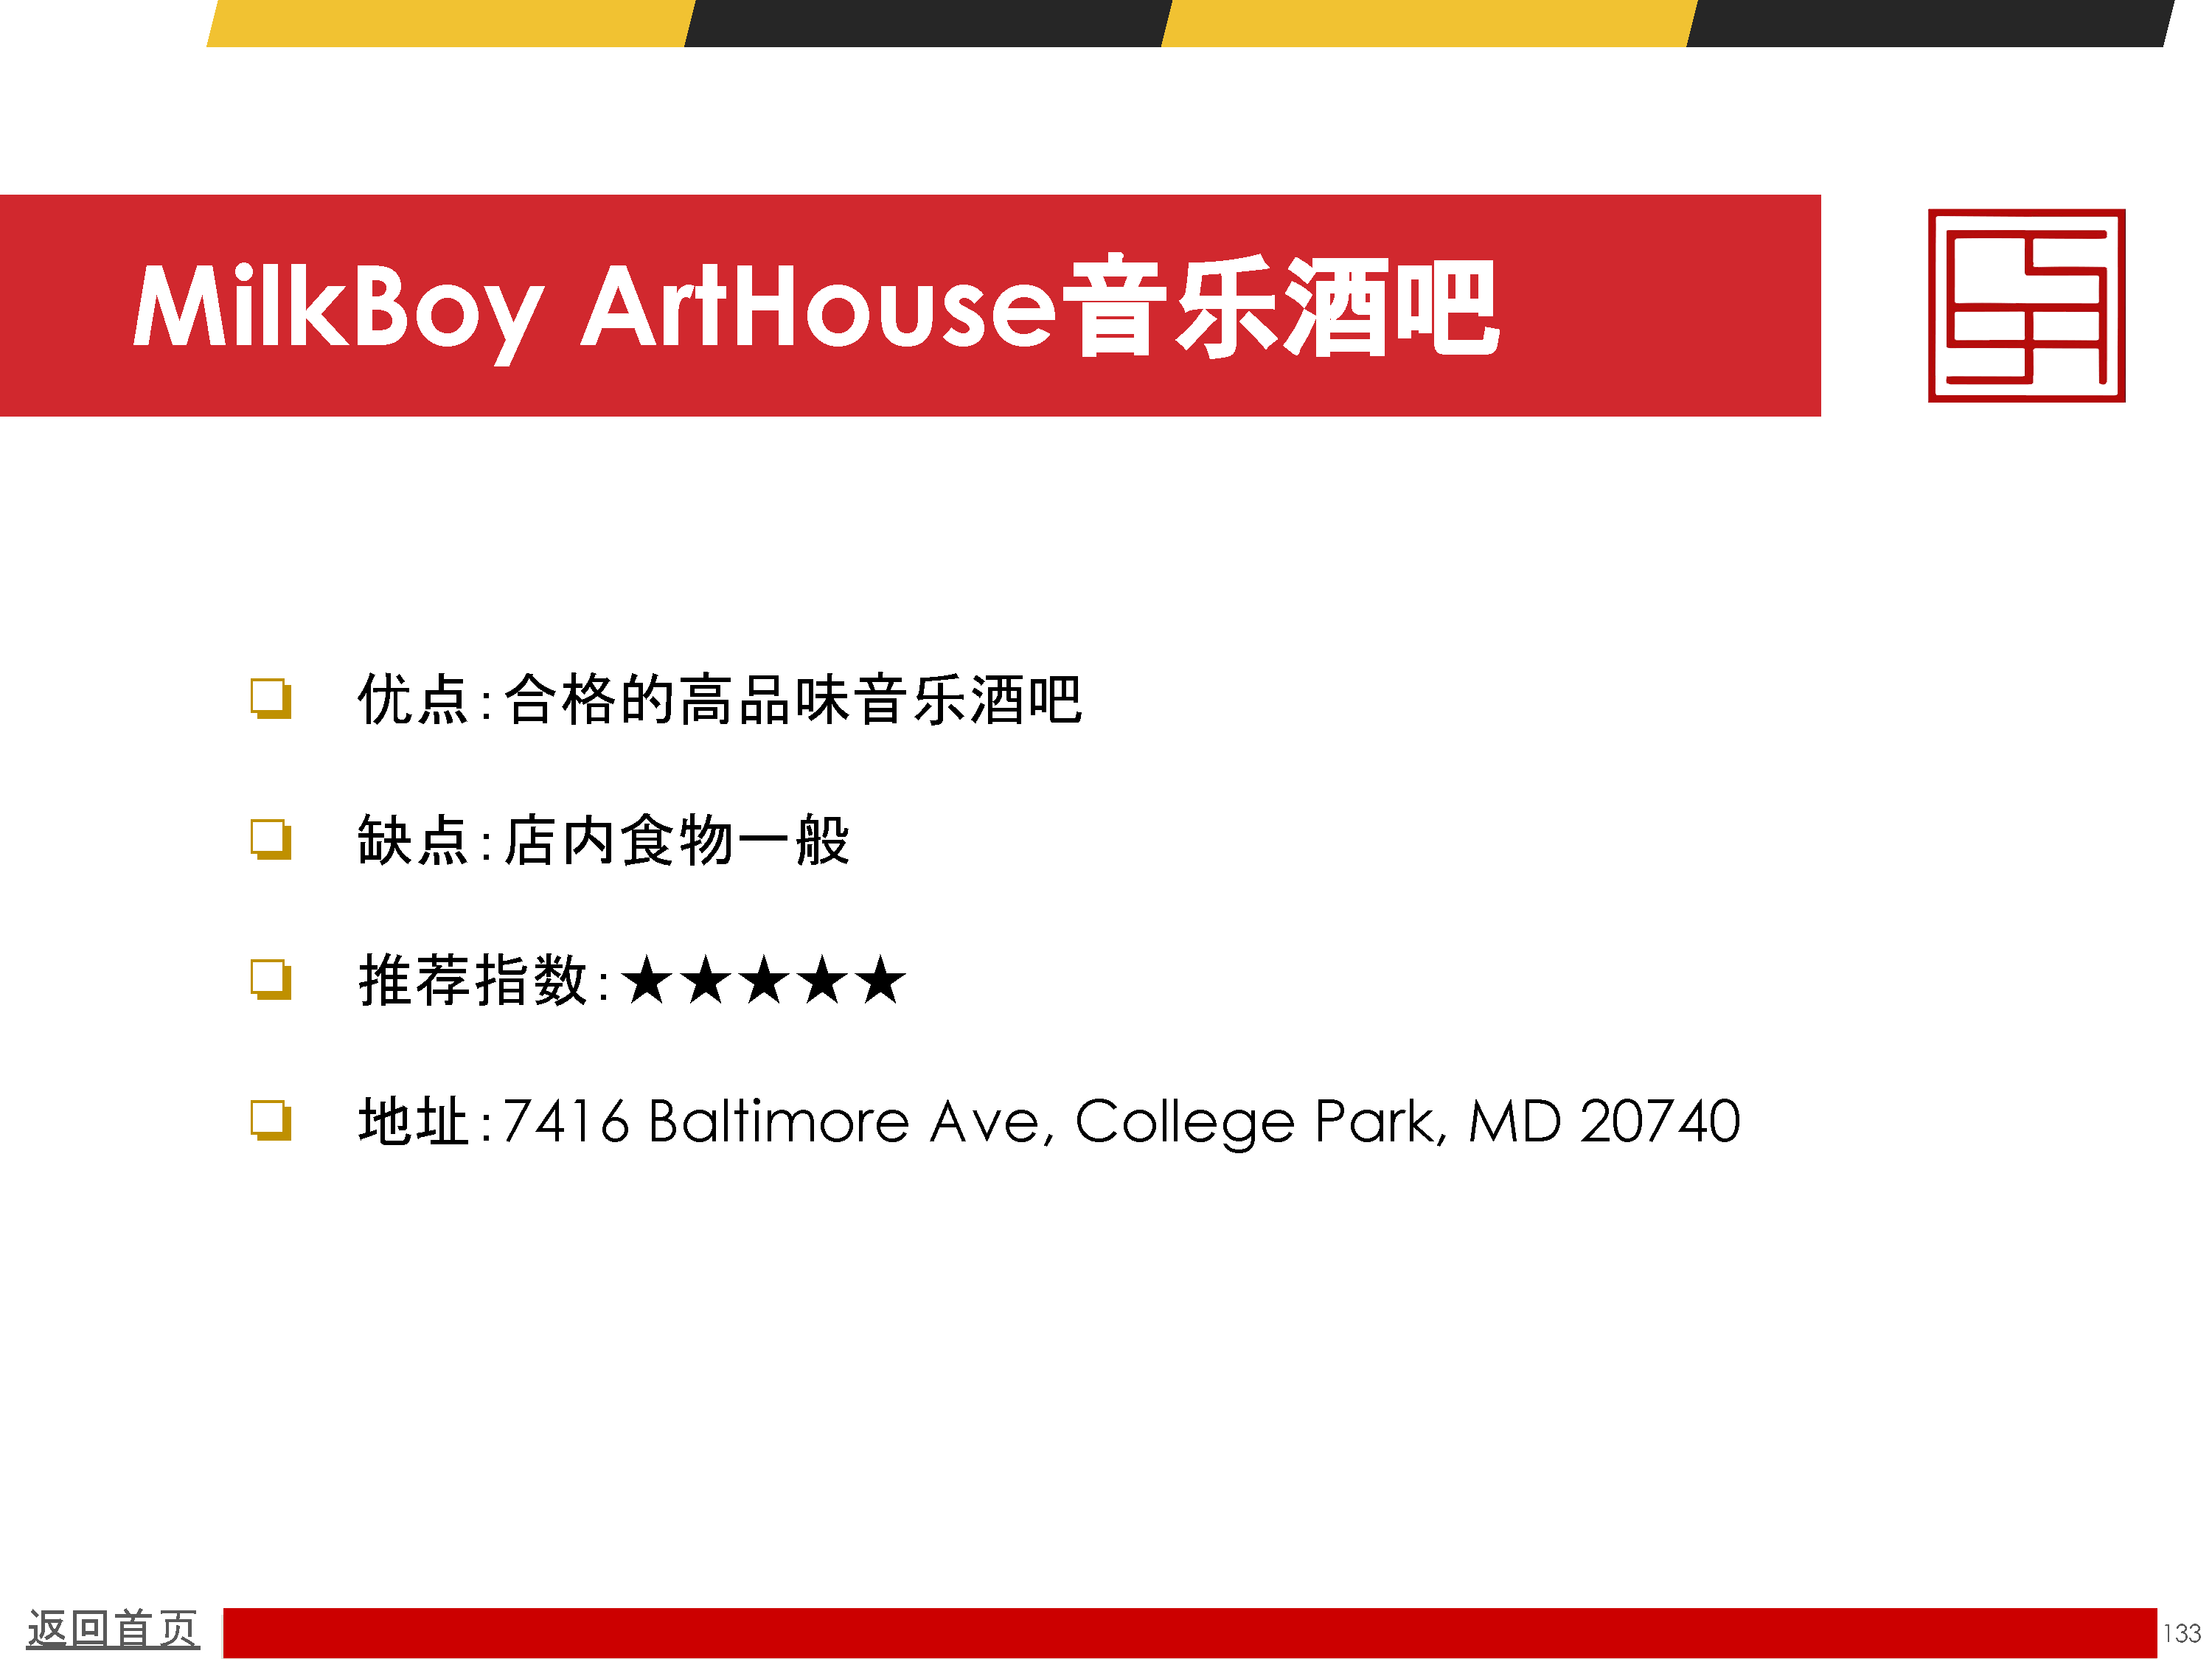 MilkBoy ArtHouse音乐酒吧
优点:合格的高品味音乐酒吧
缺点:店内食物一般
推荐指数:★★★★★
地址:7416 Baltimore Ave, College Park, MD 20740
返回首页
133